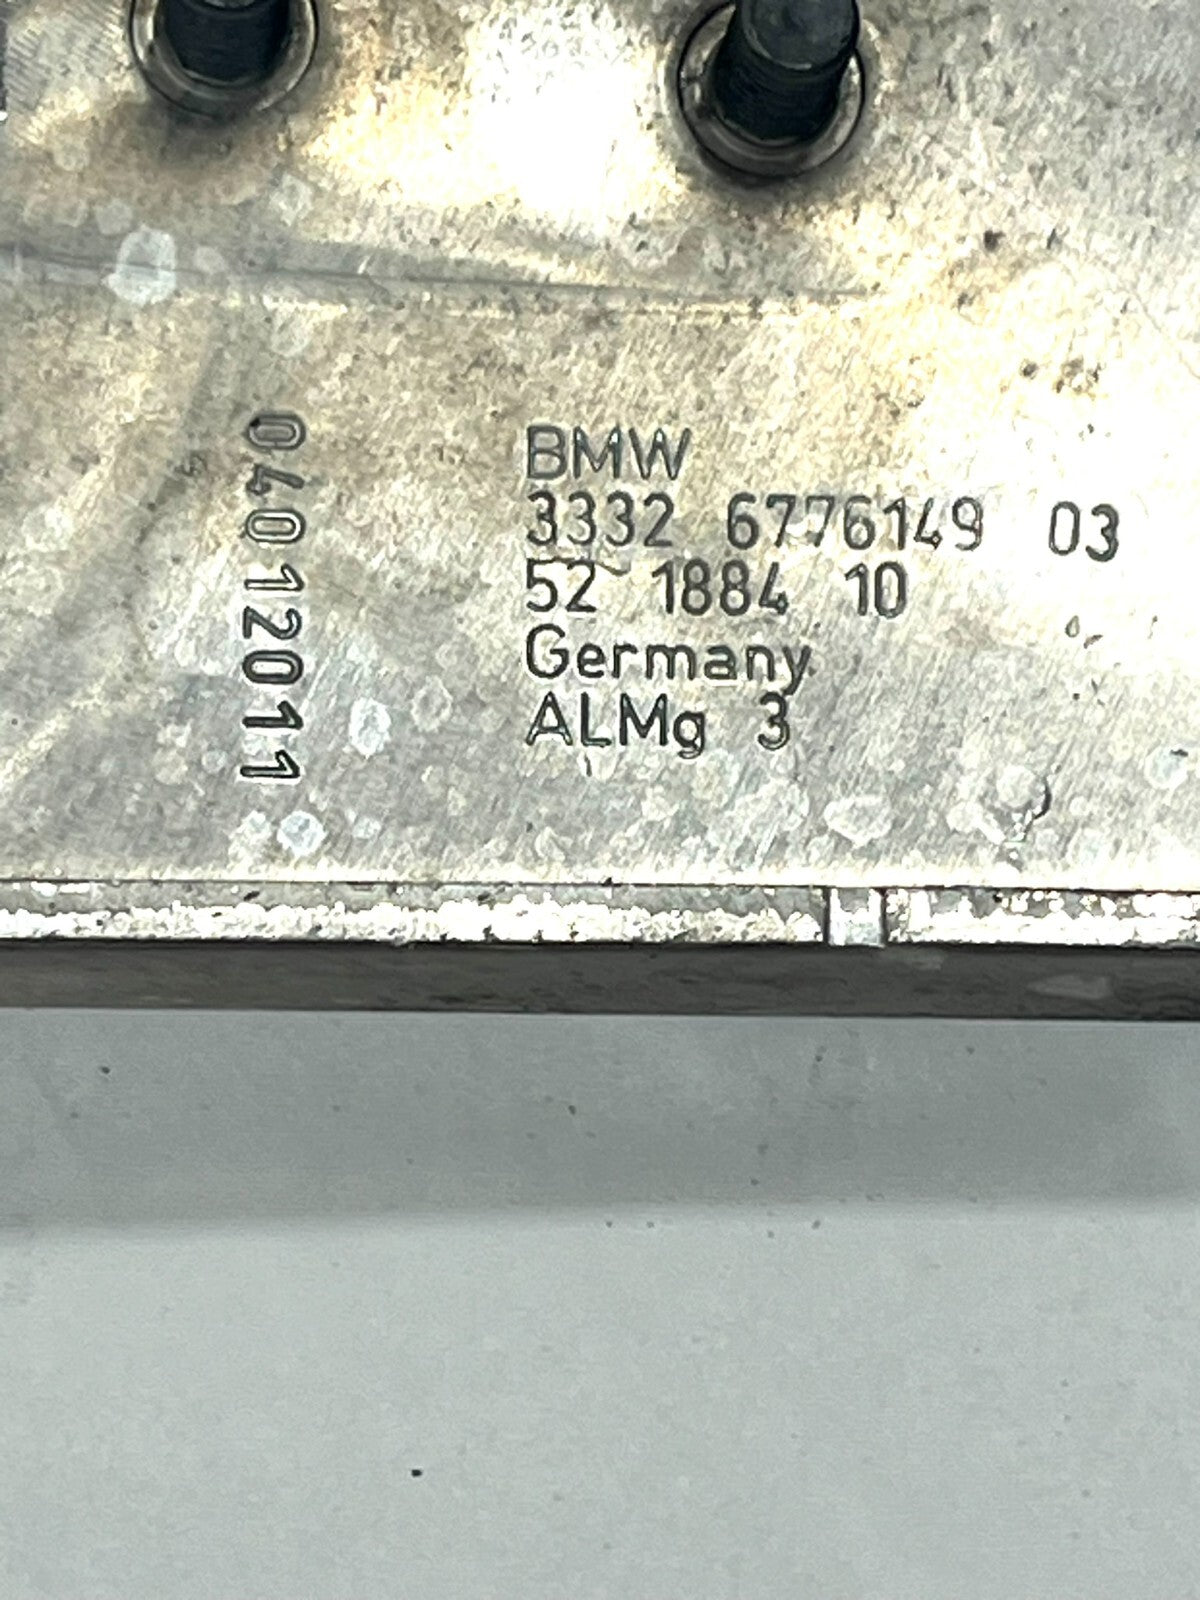 04012011
BMW
3332 6776149 03
52 1884 10
Germany
ALMg 3